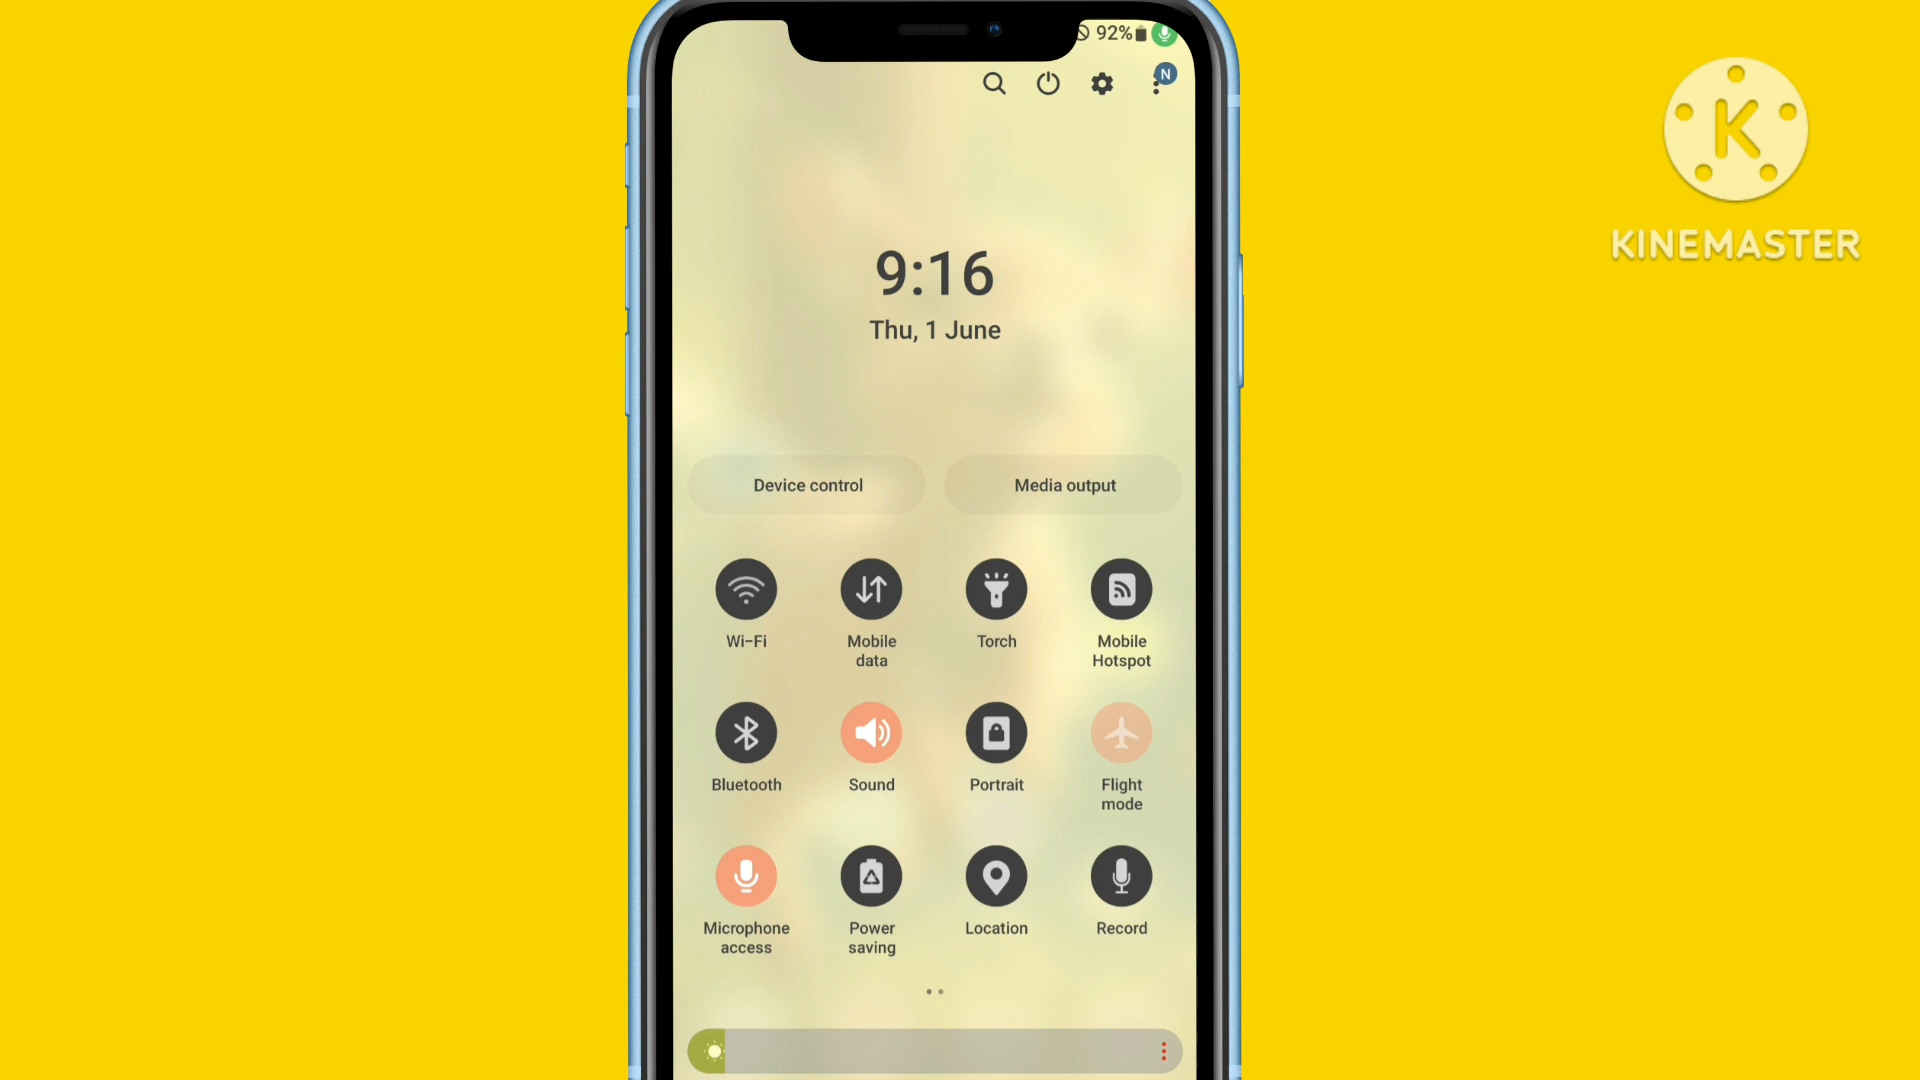 92%
N
K
KINEMASTER
9:16
Thu, 1 June
Device control
Media output
Wi-Fi
Mobile
data
Torch
Mobile
Hotspot
Bluetooth
Sound
Portrait
Flight
mode
Microphone
access
Power
saving
Location
Record